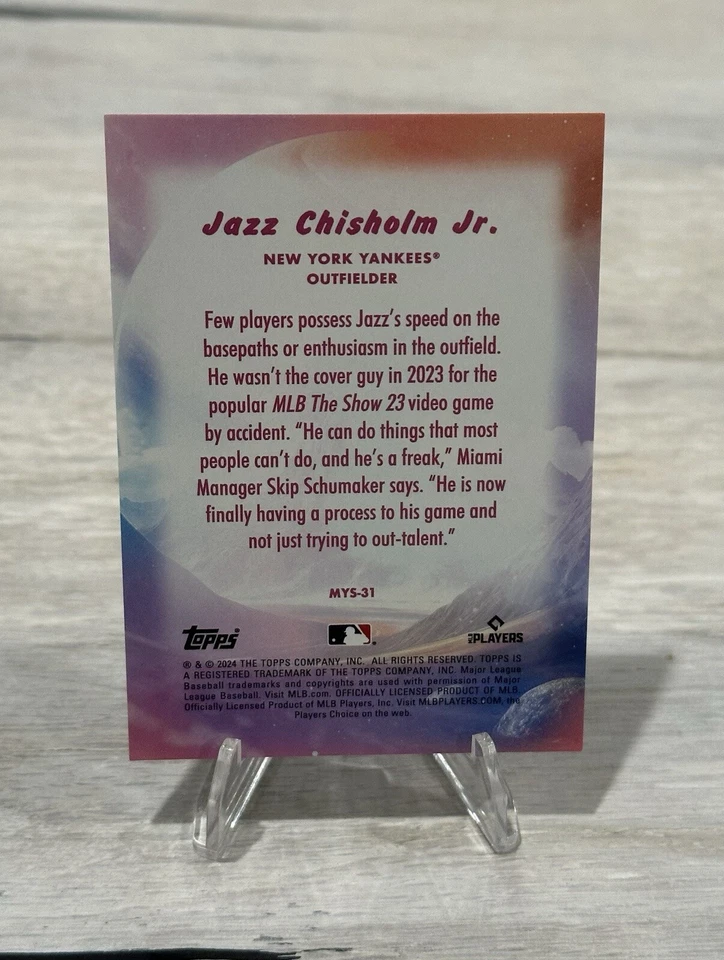 Jazz Chisholm Jr.
NEW YORK YANKEES®
OUTFIELDER
Few players possess Jazz's speed on the
basepaths or enthusiasm in the outfield.
He wasn't the cover guy in 2023 for the
popular MLB The Show 23 video game
by accident. "He can do things that most
people can't do, and he's a freak," Miami
Manager Skip Schumaker says. "He is now
finally having a process to his game and
not just trying to out-talent."
MYS-31
topps
MLB PLAYERS
® & © 2024 THE TOPPS COMPANY, INC. ALL RIGHTS RESERVED. TOPPS IS
A REGISTERED TRADEMARK OF THE TOPPS COMPANY, INC. Major League
Baseball trademarks and copyrights are used with permission of Major
League Baseball. Visit MLB.com. OFFICIALLY LICENSED PRODUCT OF MLB
Officially Licensed Product of MLB Players, Inc. Visit MLBPLAYERS.COM, the
Players Choice on the web.